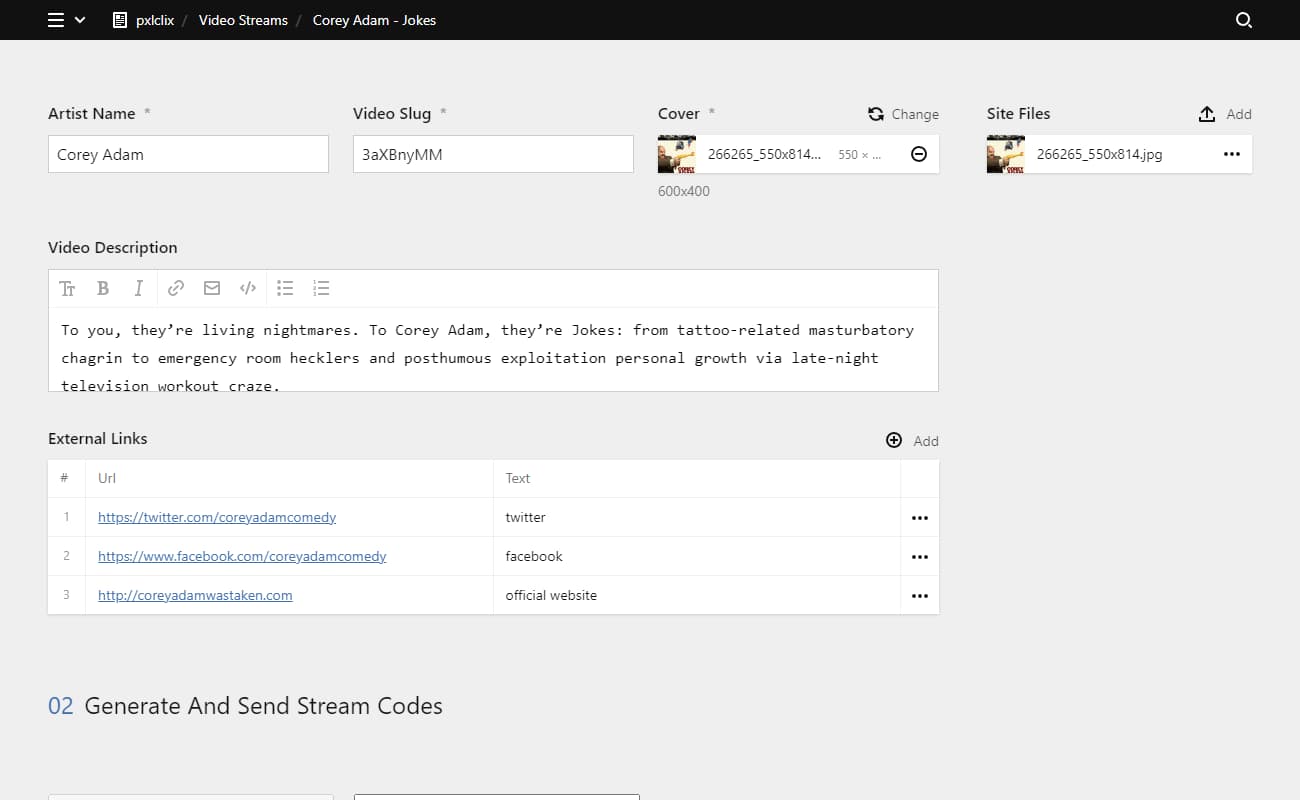 pxlclix / Video Streams / Corey Adam - Jokes
Artist Name *
Video Slug *
Cover *
Change
Site Files
Add
Corey Adam
3aXBnyMM
266265_550x814...
550 × ...
266265_550x814.jpg
600x400
Video Description
To you, they’re living nightmares. To Corey Adam, they’re Jokes: from tattoo-related masturbatory
chagrin to emergency room hecklers and posthumous exploitation personal growth via late-night
television workout craze.
External Links
Add
# Url Text
1 https://twitter.com/coreyadamcomedy twitter
2 https://www.facebook.com/coreyadamcomedy facebook
3 http://coreyadamwastaken.com official website
02 Generate And Send Stream Codes